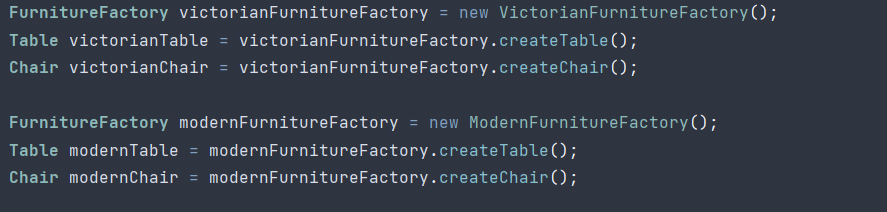 FurnitureFactory victorianFurnitureFactory = new VictorianFurnitureFactory();
Table victorianTable = victorianFurnitureFactory.createTable();
Chair victorianChair = victorianFurnitureFactory.createChair();
FurnitureFactory modernFurnitureFactory = new ModernFurnitureFactory();
Table modernTable = modernFurnitureFactory.createTable();
Chair modernChair = modernFurnitureFactory.createChair();